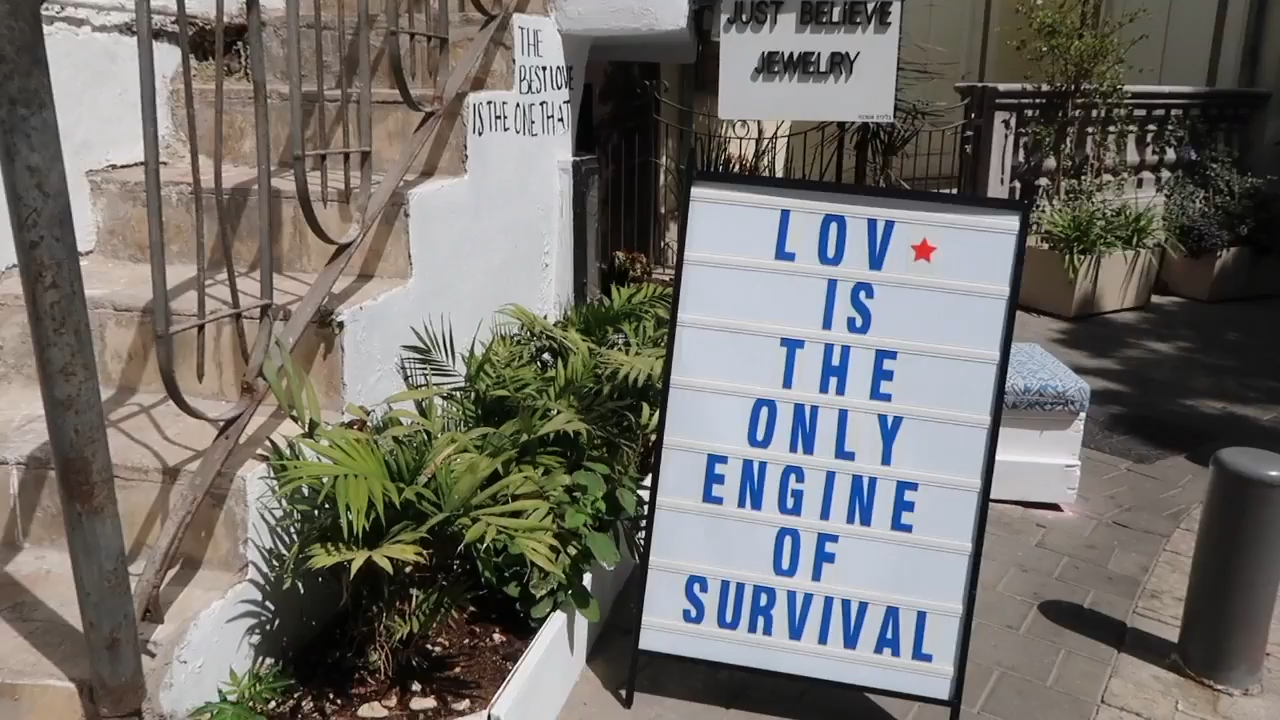 THE
BEST LOVE
IS THE ONE THAT
JUST BELIEVE
JEWELRY
LOV
IS
THE
ONLY
ENGINE
OF
SURVIVAL